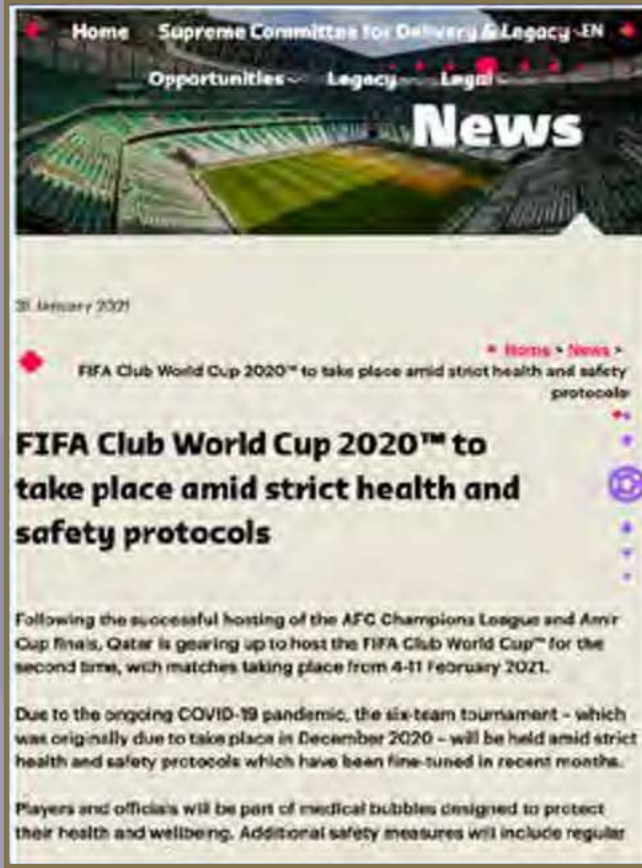 Home Supreme Committee for Delivery & Legacy EN
Opportunities Legacy Legal
News
31 January 2021
Home News
FIFA Club World Cup 2020™ to take place amid strict health and safety
protocols
FIFA Club World Cup 2020™ to
take place amid strict health and
safety protocols
Following the successful hosting of the AFC Champions League and Amir
Cup finals, Qatar is gearing up to host the FIFA Club World Cup™ for the
second time, with matches taking place from 4-11 February 2021.
Due to the ongoing COVID-19 pandemic, the six-team tournament – which
was originally due to take place in December 2020 – will be held amid strict
health and safety protocols which have been fine-tuned in recent months.
Players and officials will be part of medical bubbles designed to protect
their health and wellbeing. Additional safety measures will include regular